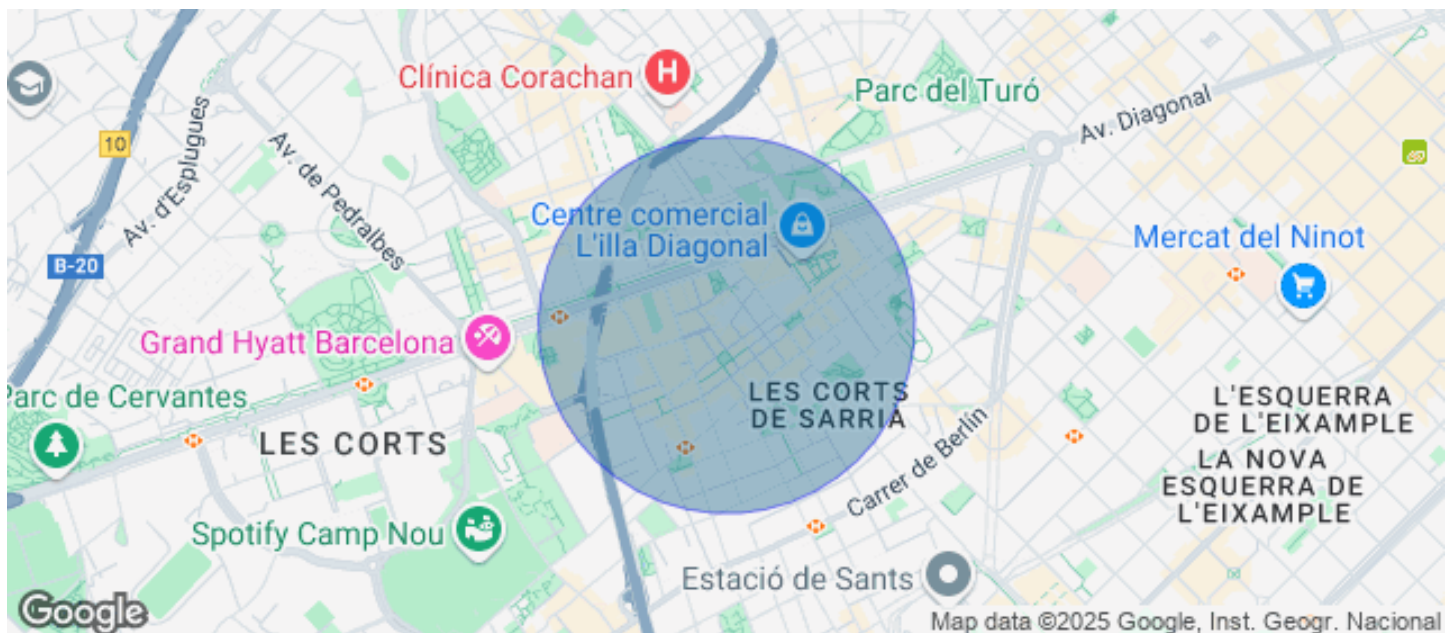 Clínica Corachan
H
Parc del Turó
Av. Diagonal
10
Av. d'Esplugues
Av. de Pedralbes
Centre comercial
L'illa Diagonal
Mercat del Ninot
B-20
Grand Hyatt Barcelona
Parc de Cervantes
LES CORTS
LES CORTS
DE SARRIÀ
L'ESQUERRA
DE L'EIXAMPLE
LA NOVA
ESQUERRA DE
L'EIXAMPLE
Carrer de Berlín
Spotify Camp Nou
Estació de Sants
Google
Map data ©2025 Google, Inst. Geogr. Nacional